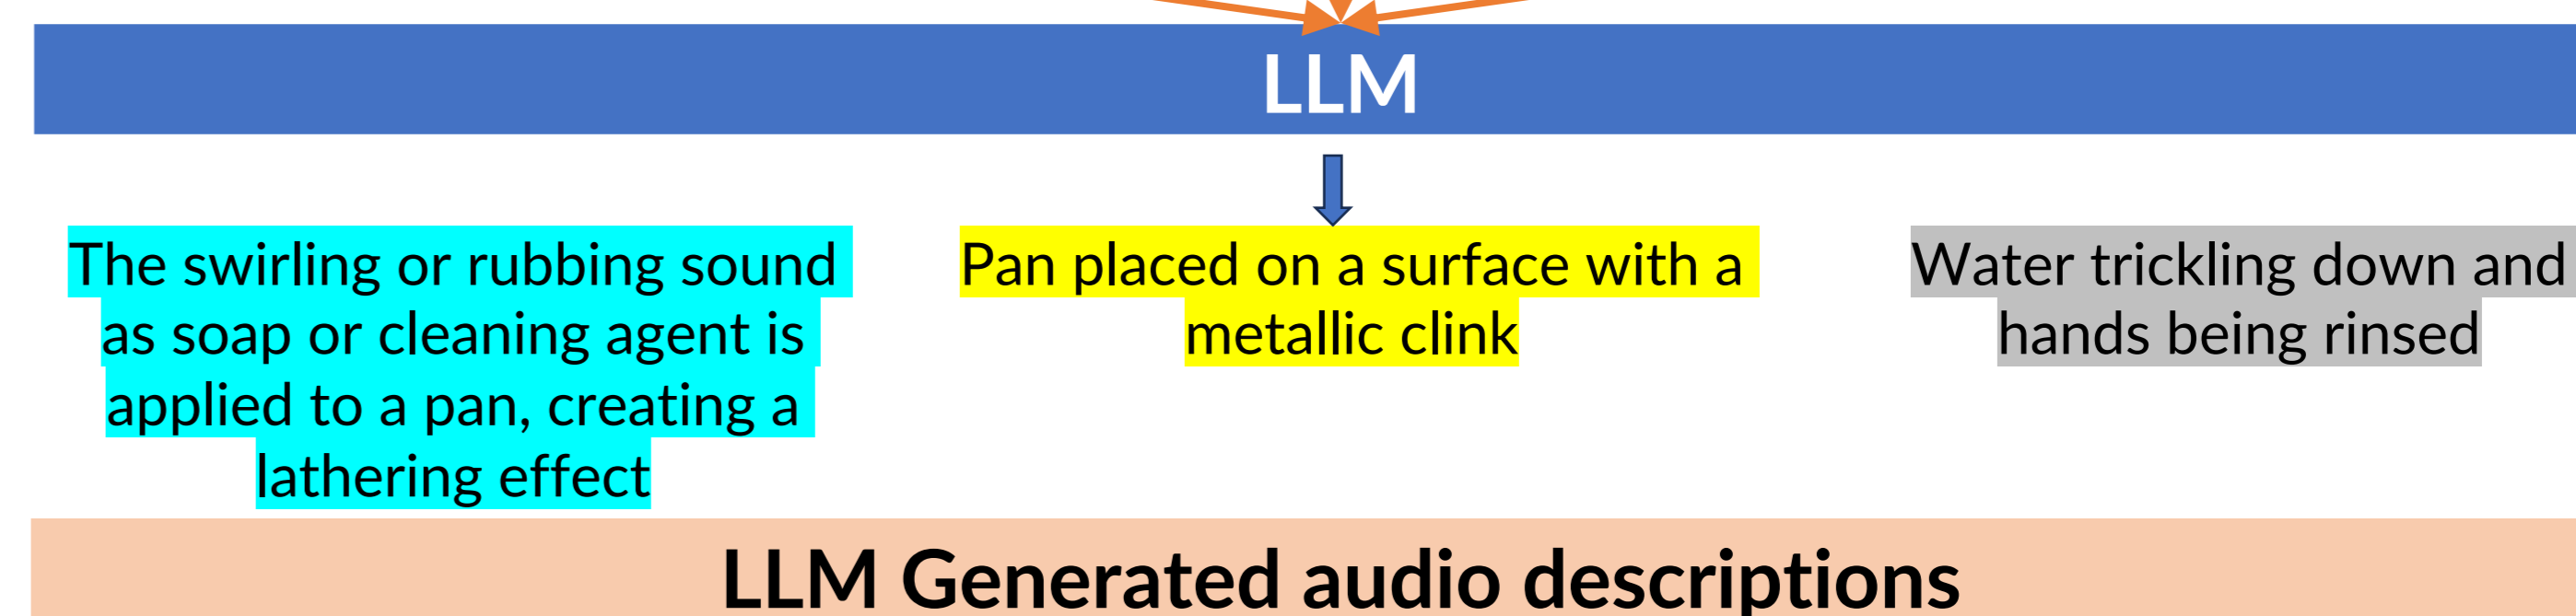 LLM
The swirling or rubbing sound
as soap or cleaning agent is
applied to a pan, creating a
lathering effect
Pan placed on a surface with a
metallic clink
Water trickling down and
hands being rinsed
LLM Generated audio descriptions